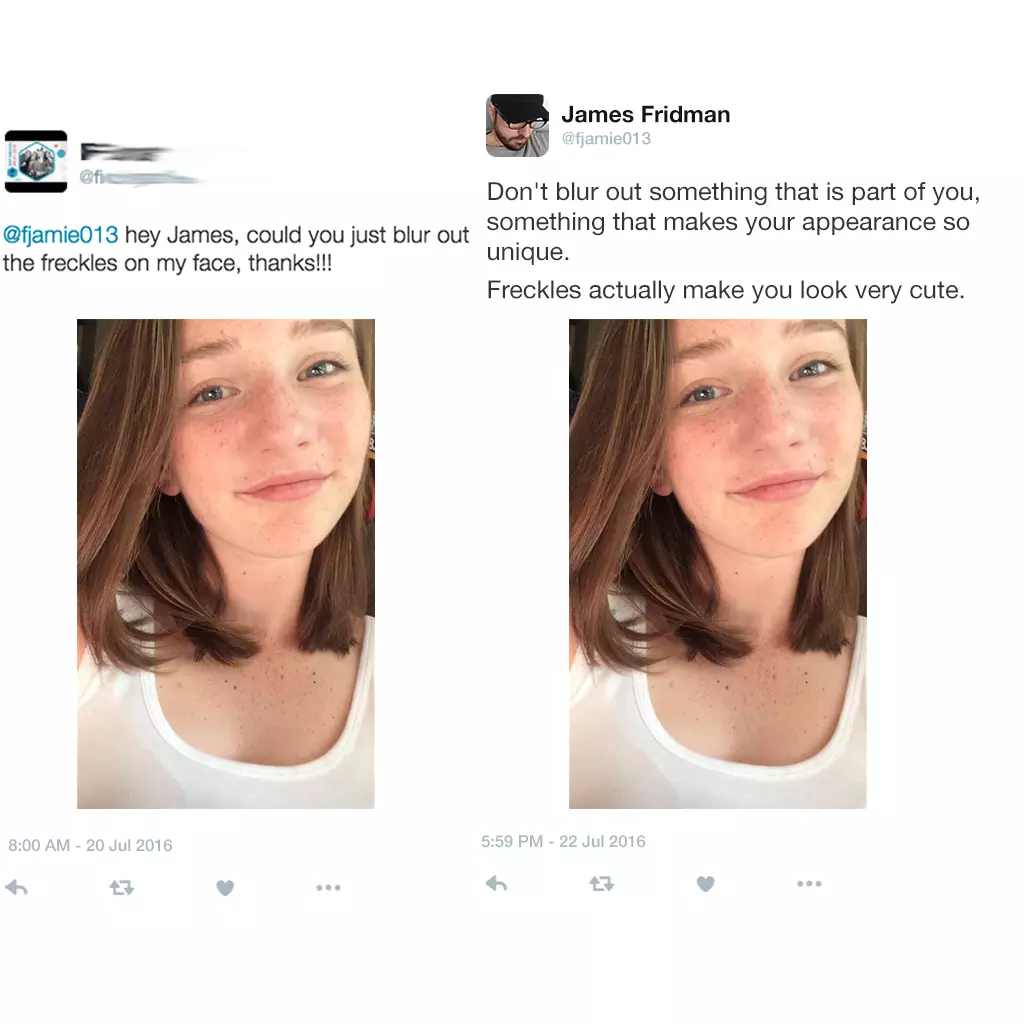 @fjamie013 hey James, could you just blur out
the freckles on my face, thanks!!!
8:00 AM - 20 Jul 2016
James Fridman
@fjamie013
Don't blur out something that is part of you,
something that makes your appearance so
unique.
Freckles actually make you look very cute.
5:59 PM - 22 Jul 2016